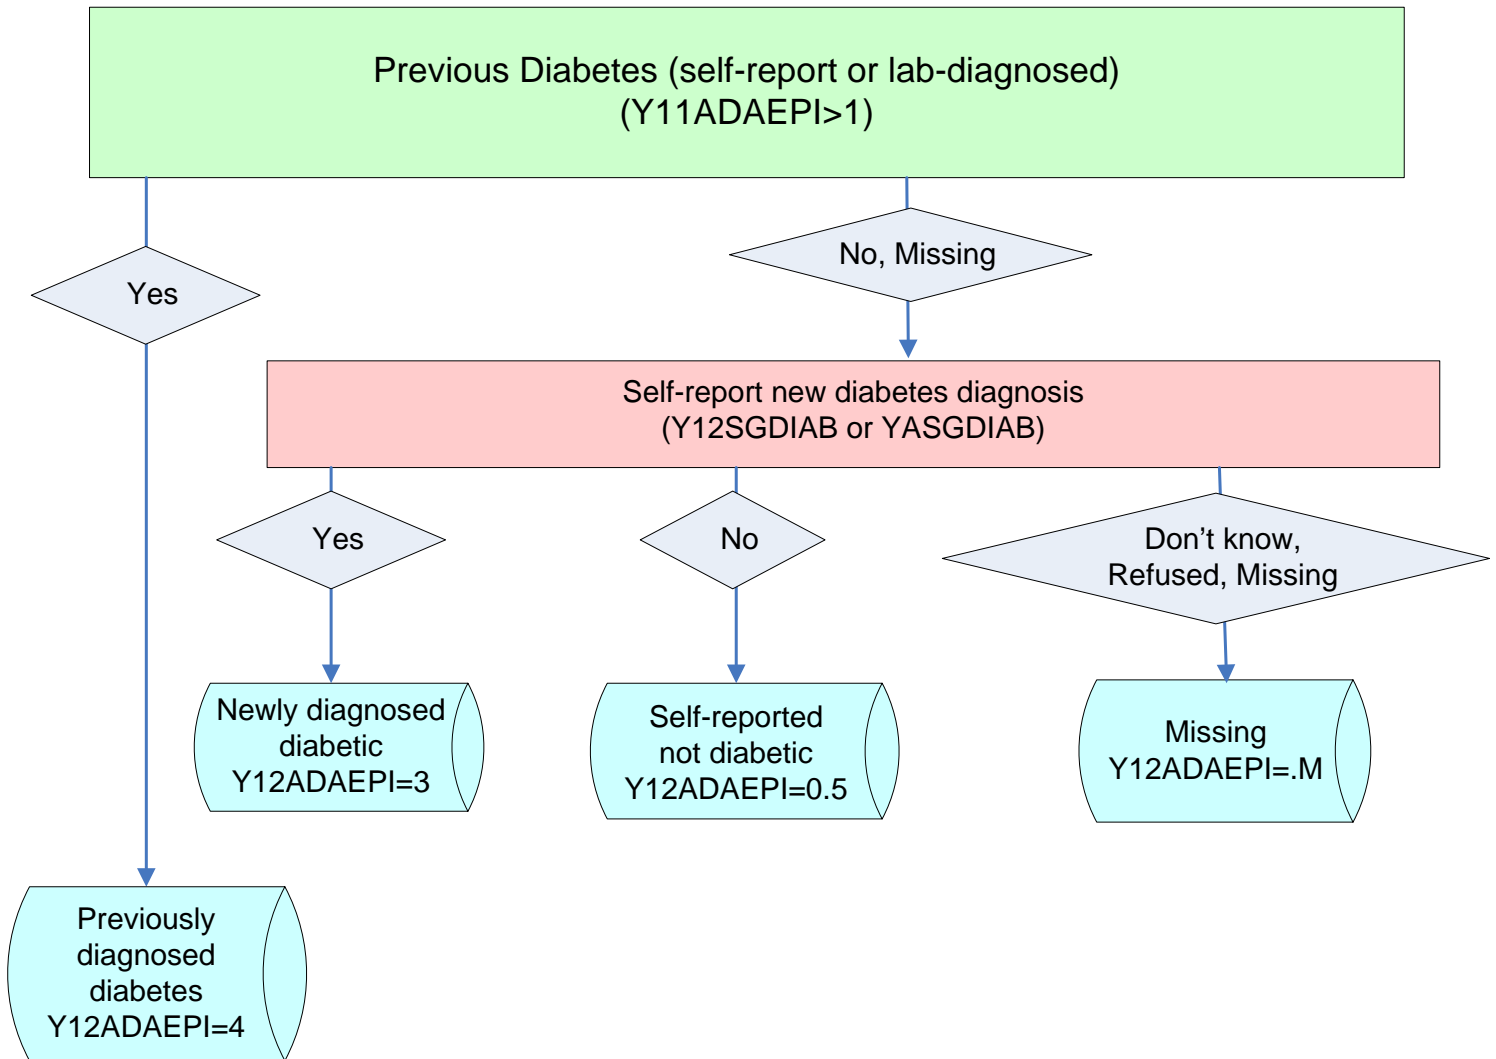 Previous Diabetes (self-report or lab-diagnosed)
(Y11ADAEPI>1)
No, Missing
Yes
Self-report new diabetes diagnosis
(Y12SGDIAB or YASGDIAB)
Yes
No
Don’t know,
Refused, Missing
Newly diagnosed
diabetic
Y12ADAEPI=3
Self-reported
not diabetic
Y12ADAEPI=0.5
Missing
Y12ADAEPI=.M
Previously
diagnosed
diabetes
Y12ADAEPI=4